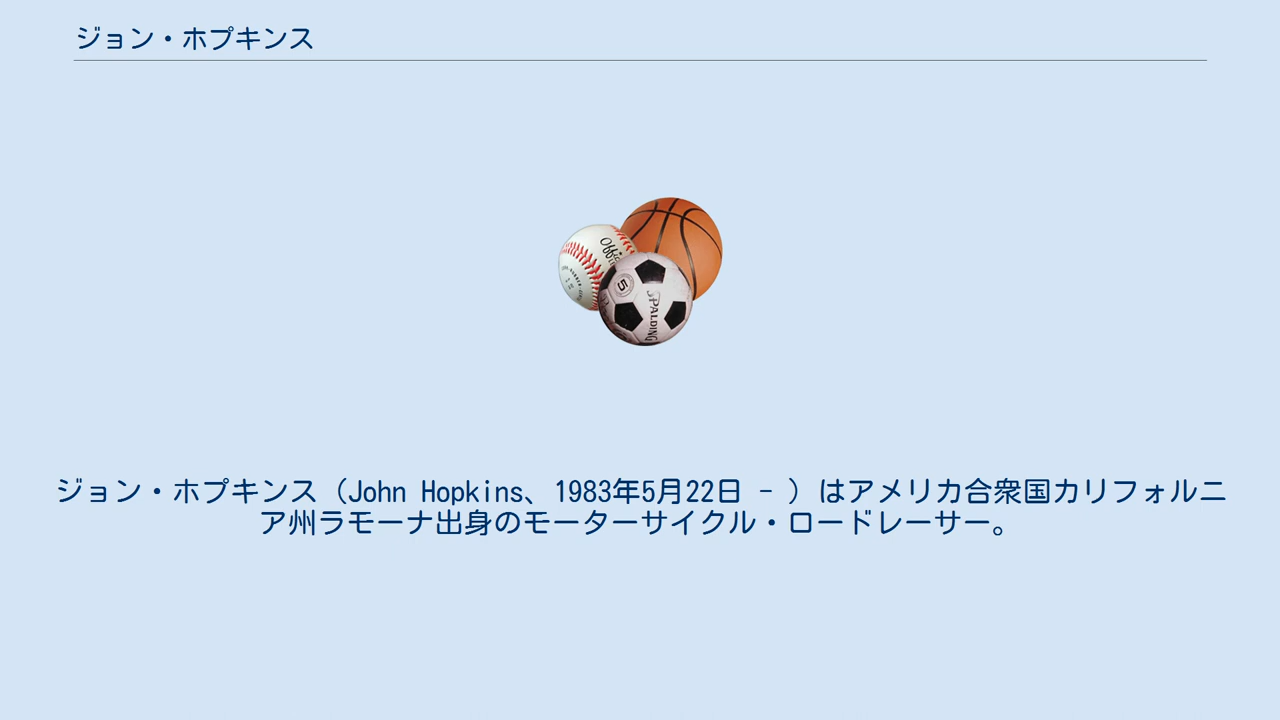 ジョン・ホプキンス
Offici
5
SPALDING
ジョン・ホプキンス（John Hopkins、1983年5月22日 - ）はアメリカ合衆国カリフォルニ
ア州ラモーナ出身のモーターサイクル・ロードレーサー。